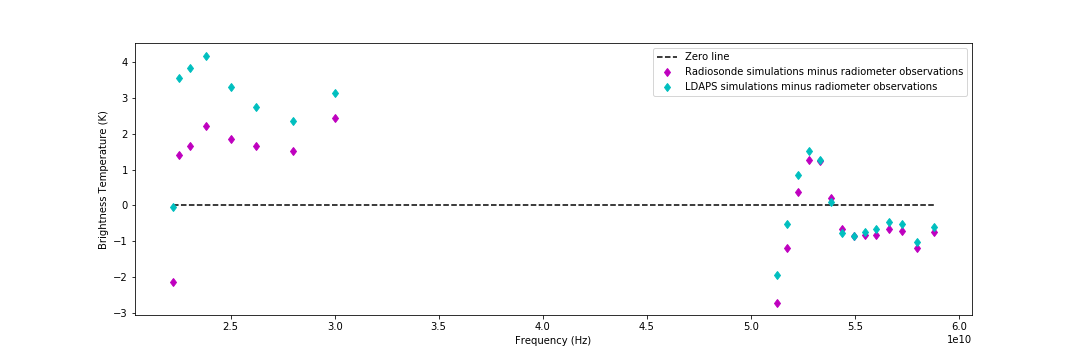 Zero line
Radiosonde simulations minus radiometer observations
LDAPS simulations minus radiometer observations
Brightness Temperature (K)
4
3
2
1
0
−1
−2
−3
2.5 3.0 3.5 4.0 4.5 5.0 5.5 6.0
1e10
Frequency (Hz)